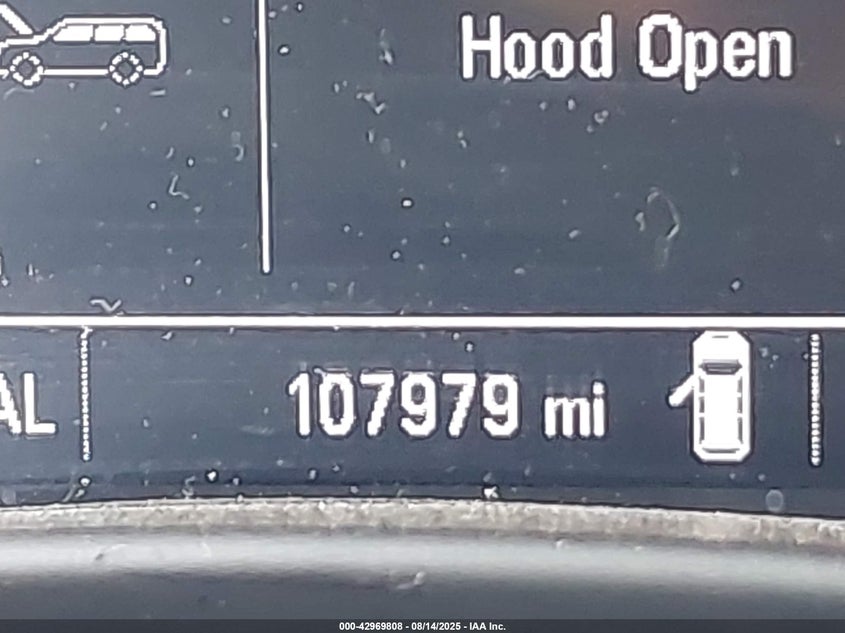 Hood Open
AL
107979 mi
000-42969808 - 08/14/2025 - IAA Inc.